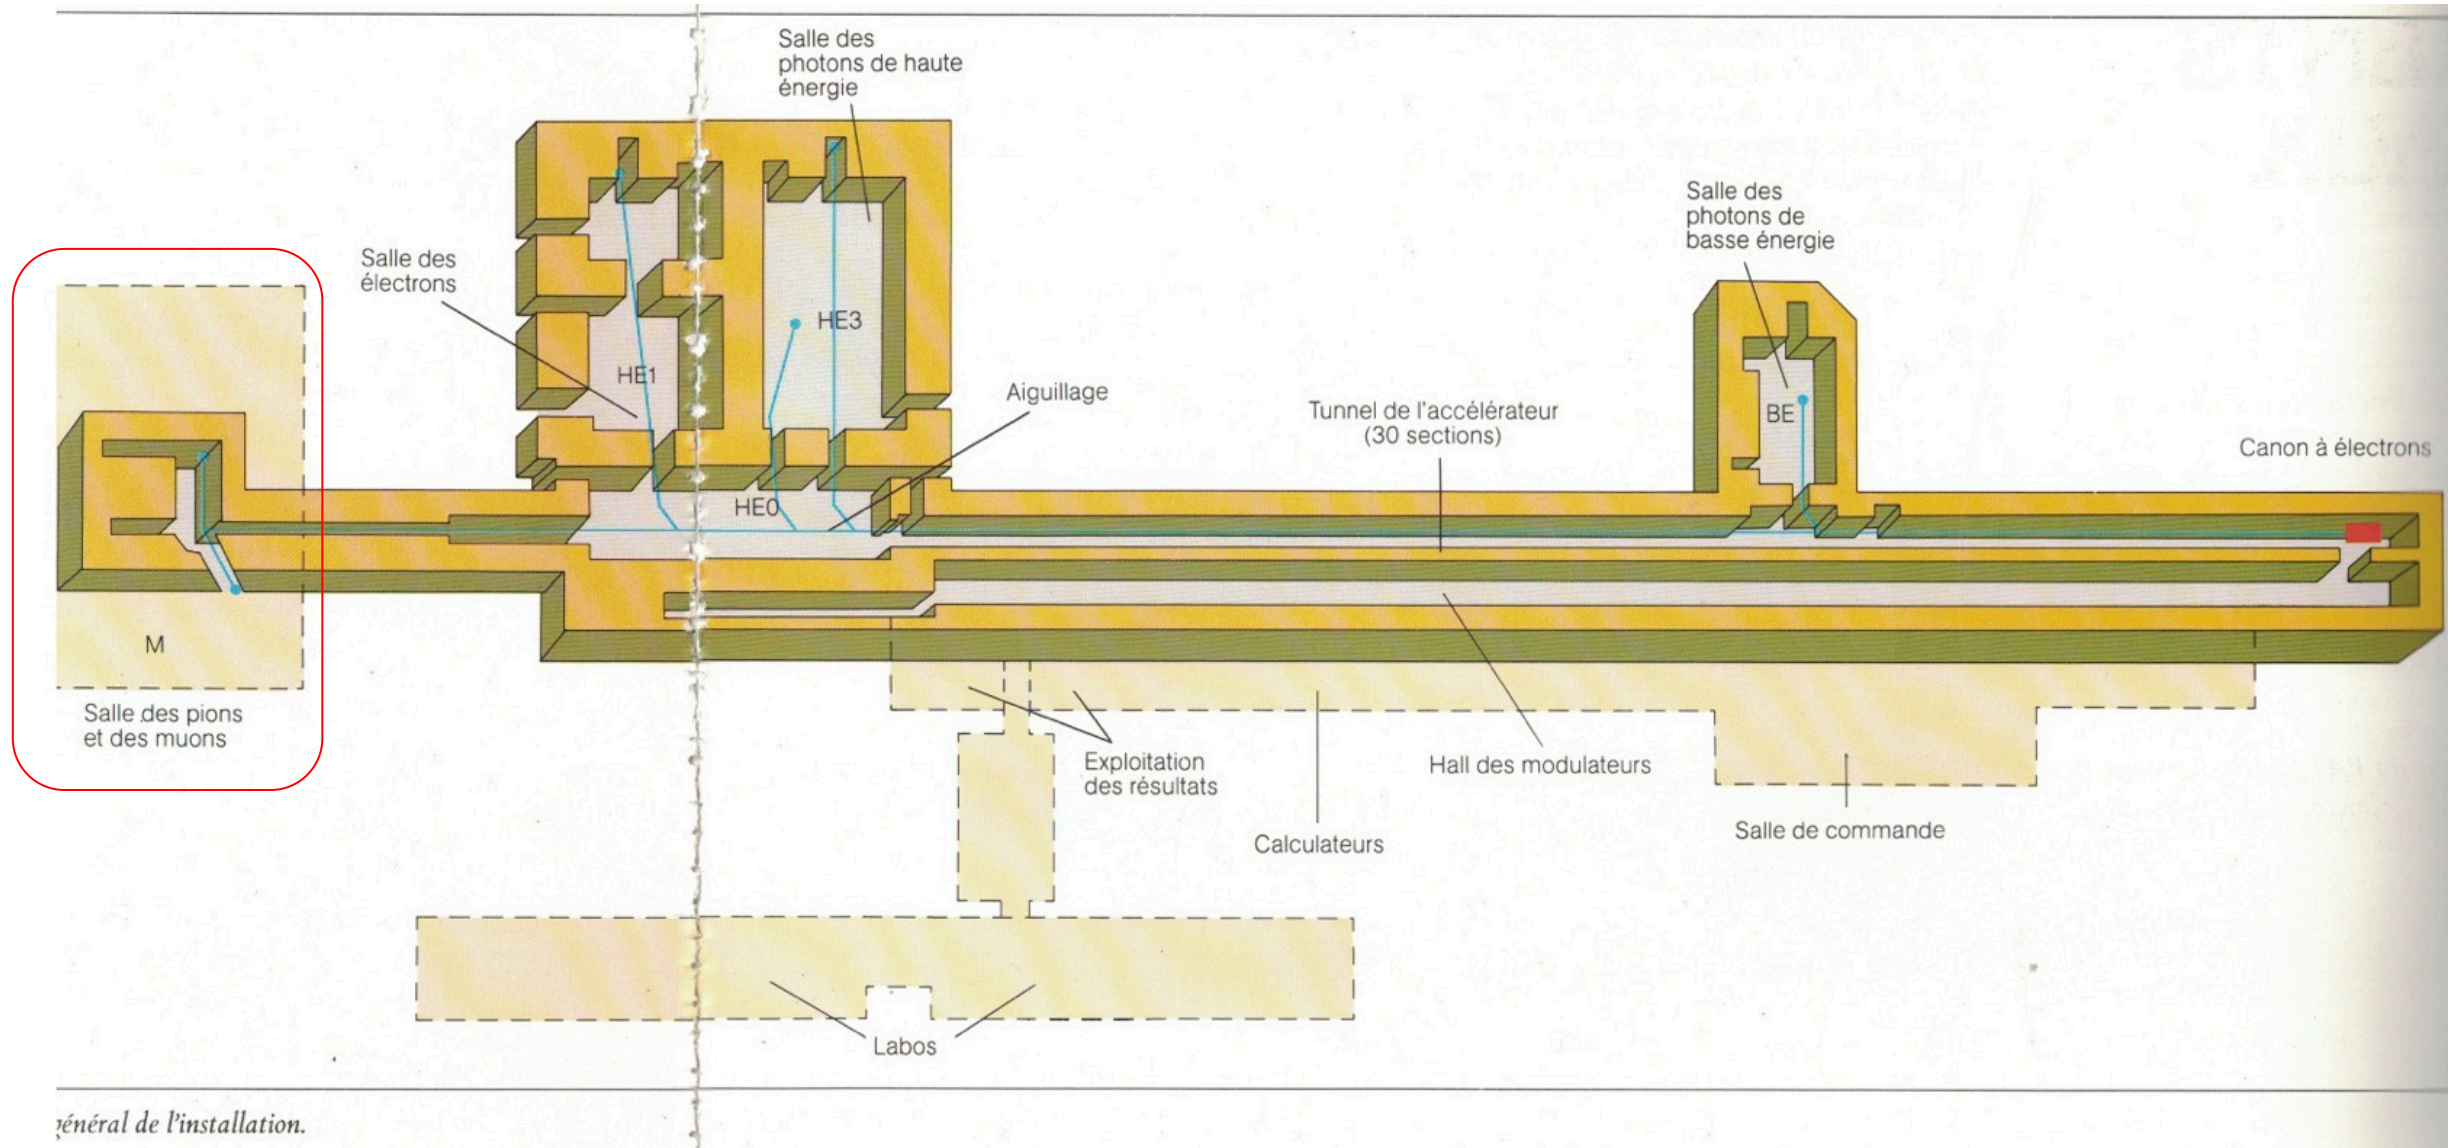 Salle des
photons de haute
énergie
Salle des
photons de
basse énergie
Salle des
électrons
HE3
HE1
Aiguillage
Tunnel de l'accélérateur
(30 sections)
BE
Canon à électrons
HE0
M
Salle des pions
et des muons
Exploitation
des résultats
Hall des modulateurs
Calculateurs
Salle de commande
Labos
général de l'installation.